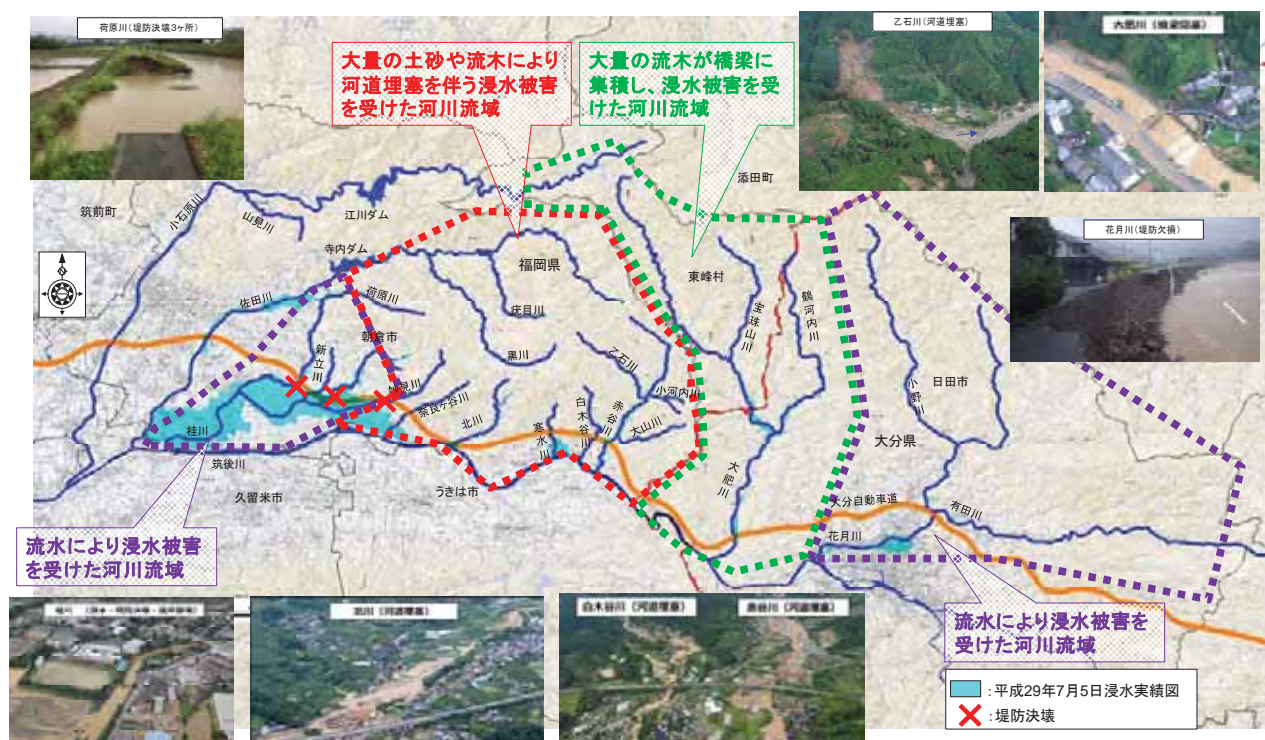 荷原川(堤防決壊3ヶ所)
乙石川(河道埋塞)
大量の土砂や流木により
河道埋塞を伴う浸水被害
を受けた河川流域
大量の流木が橋梁に
集積し、浸水被害を受
けた河川流域
花月川(堤防欠損)
添田町
筑前町
小石原川
山見川
江川ダム
寺内ダム
福岡県
東峰村
佐田川
荷原川
疣目川
宝珠山川
鶴河内川
朝倉市
新立川
黒川
乙石川
小河内川
小野川
日田市
妙見川
奈良ヶ谷川
北川
寒水川
白木谷川
赤谷川
大山川
大分県
桂川
筑後川
久留米市
うきは市
大肥川
大分自動車道
有田川
花月川
流水により浸水被害
を受けた河川流域
流水により浸水被害を
受けた河川流域
北川(河道埋塞)
白木谷川(河道埋塞)
赤谷川(河道埋塞)
:平成29年7月5日浸水実績図
:堤防決壊